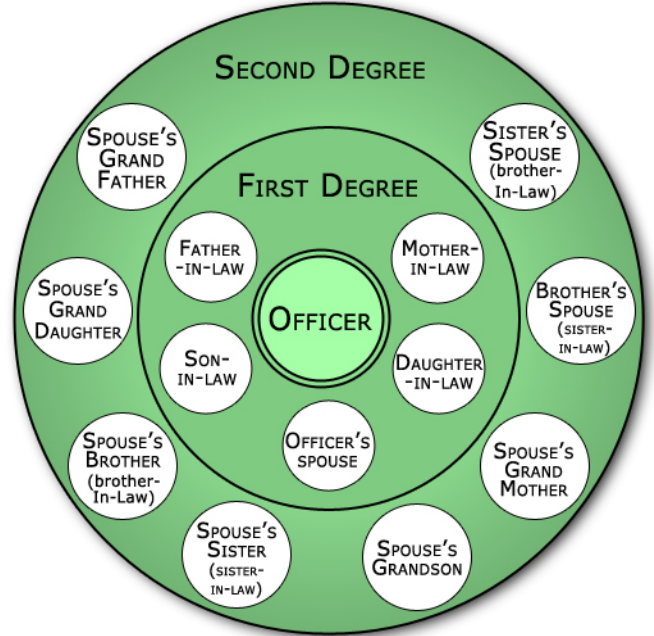 SECOND DEGREE
SPOUSE'S
GRAND
FATHER
SISTER'S
SPOUSE
(brother-
In-Law)
FIRST DEGREE
FATHER
-IN-LAW
MOTHER-
IN-LAW
SPOUSE'S
GRAND
DAUGHTER
OFFICER
BROTHER'S
SPOUSE
(SISTER-
IN-LAW)
SON-
IN-LAW
DAUGHTER
-IN-LAW
SPOUSE'S
BROTHER
(brother-
In-Law)
OFFICER'S
SPOUSE
SPOUSE'S
GRAND
MOTHER
SPOUSE'S
SISTER
(SISTER-
IN-LAW)
SPOUSE'S
GRANDSON